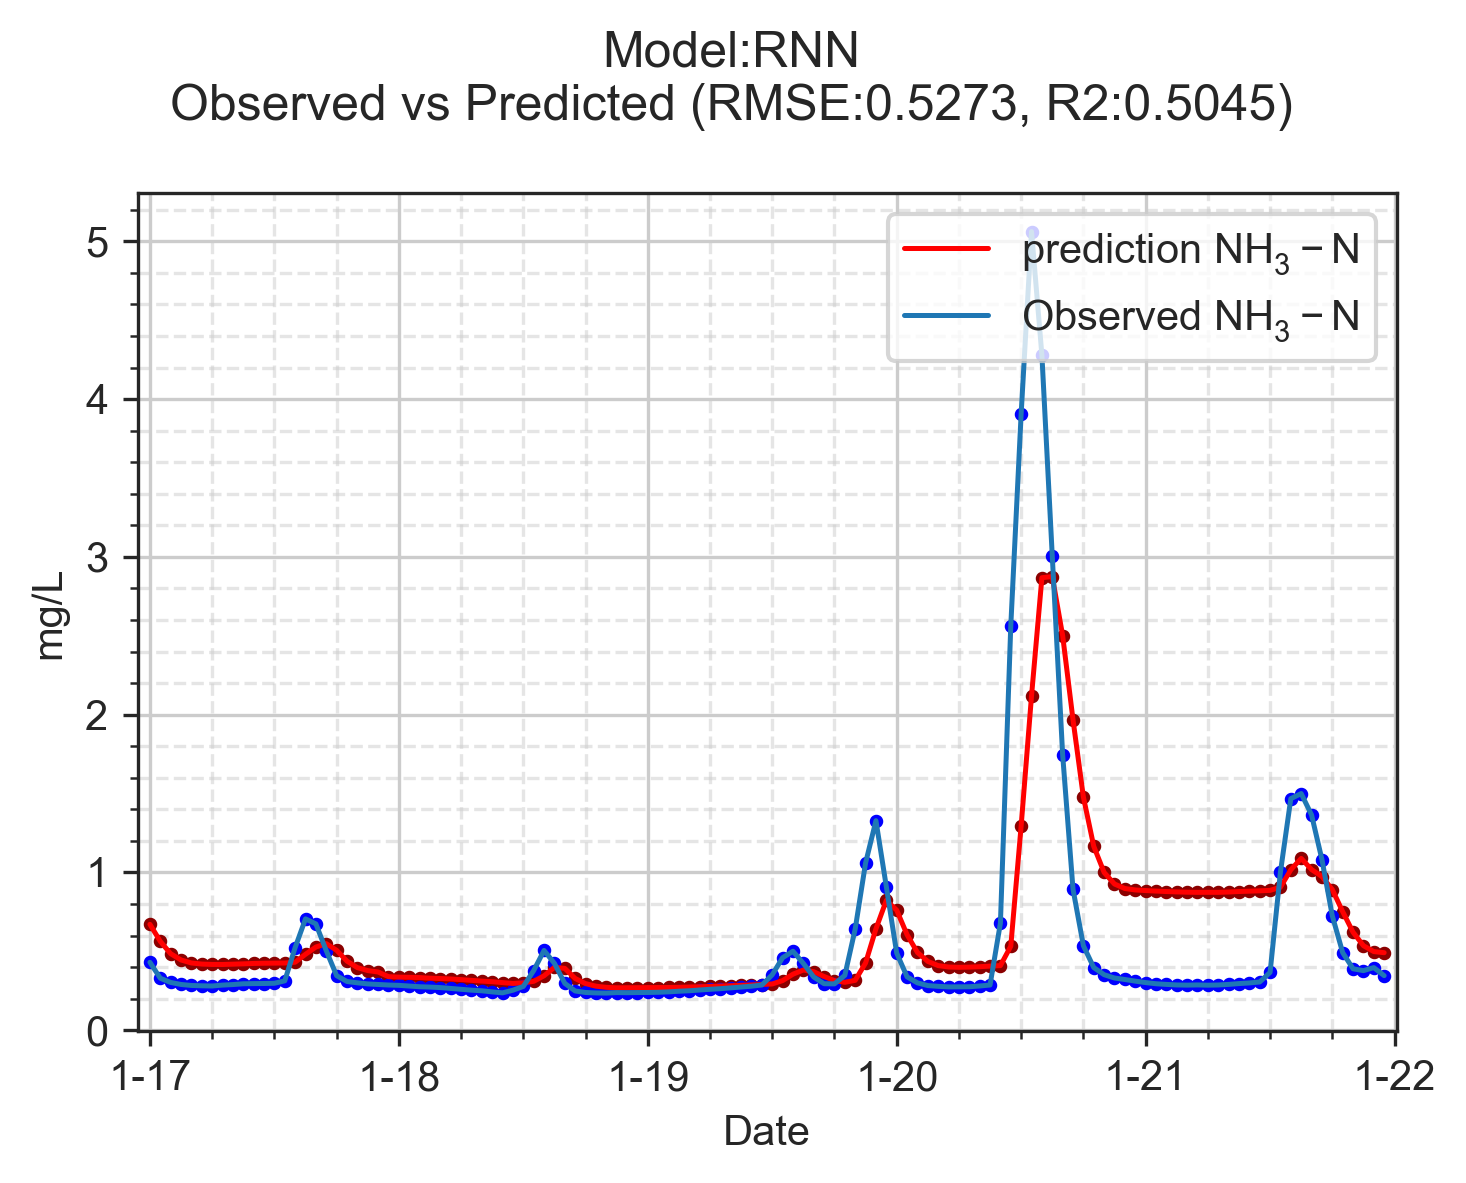 Model:RNN
Observed vs Predicted (RMSE:0.5273, R2:0.5045)
prediction NH₃ − N
Observed NH₃ − N
5
4
3
2
1
0
mg/L
1-17 1-18 1-19 1-20 1-21 1-22
Date